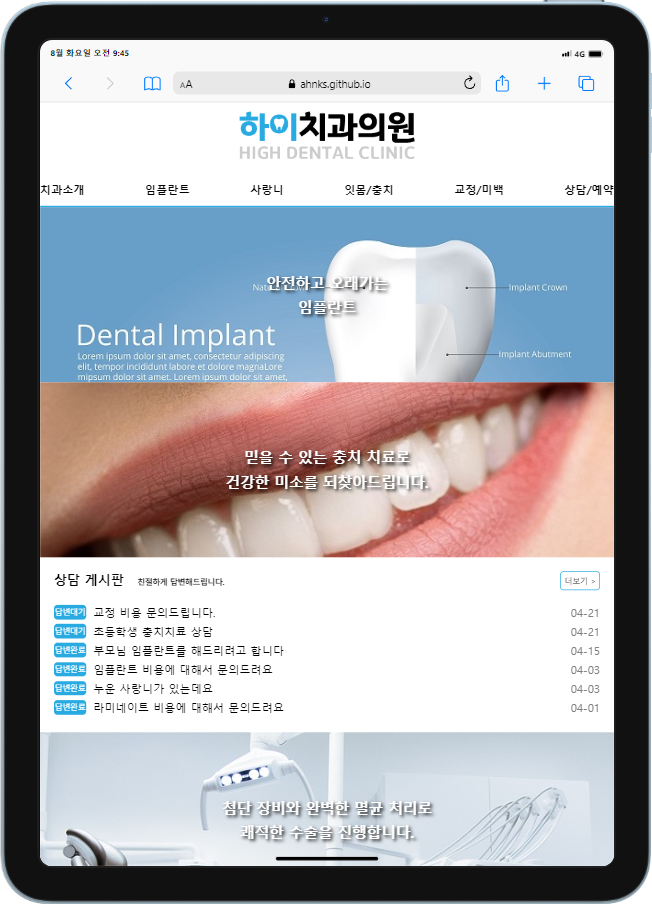 8월 화요일 오전 9:45
4G
AA
ahnks.github.io
하이치과의원
HIGH DENTAL CLINIC
치과소개 임플란트 사랑니 잇몸/충치 교정/미백 상담/예약
안전하고 오래가는
임플란트
Implant Crown
Dental Implant
Lorem ipsum dolor sit amet, consectetur adipiscing
elit, tempor incididunt labore et dolore magnaLore
mipsum dolor sit amet. Lorem ipsum dolor sit amet,
Implant Abutment
믿을 수 있는 충치 치료로
건강한 미소를 되찾아드립니다.
상담 게시판 친절하게 답변해드립니다. 더보기 >
답변대기 교정 비용 문의드립니다. 04-21
답변대기 초등학생 충치치료 상담 04-21
답변완료 부모님 임플란트를 해드리려고 합니다 04-15
답변완료 임플란트 비용에 대해서 문의드려요 04-03
답변완료 누운 사랑니가 있는데요 04-03
답변완료 라미네이트 비용에 대해서 문의드려요 04-01
첨단 장비와 완벽한 멸균 처리로
쾌적한 수술을 진행합니다.